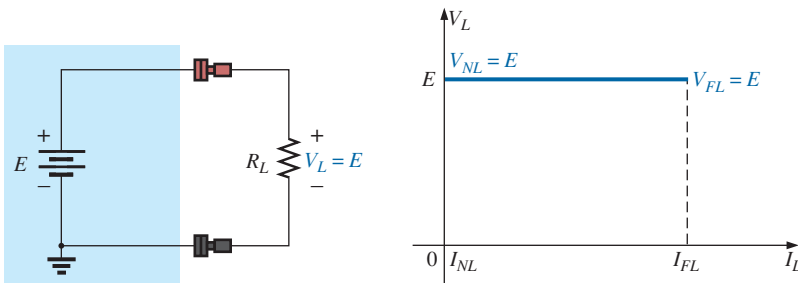 +
E
−
R_L
+
V_L = E
−
V_L
E
V_NL = E
V_FL = E
0
I_NL
I_FL
I_L